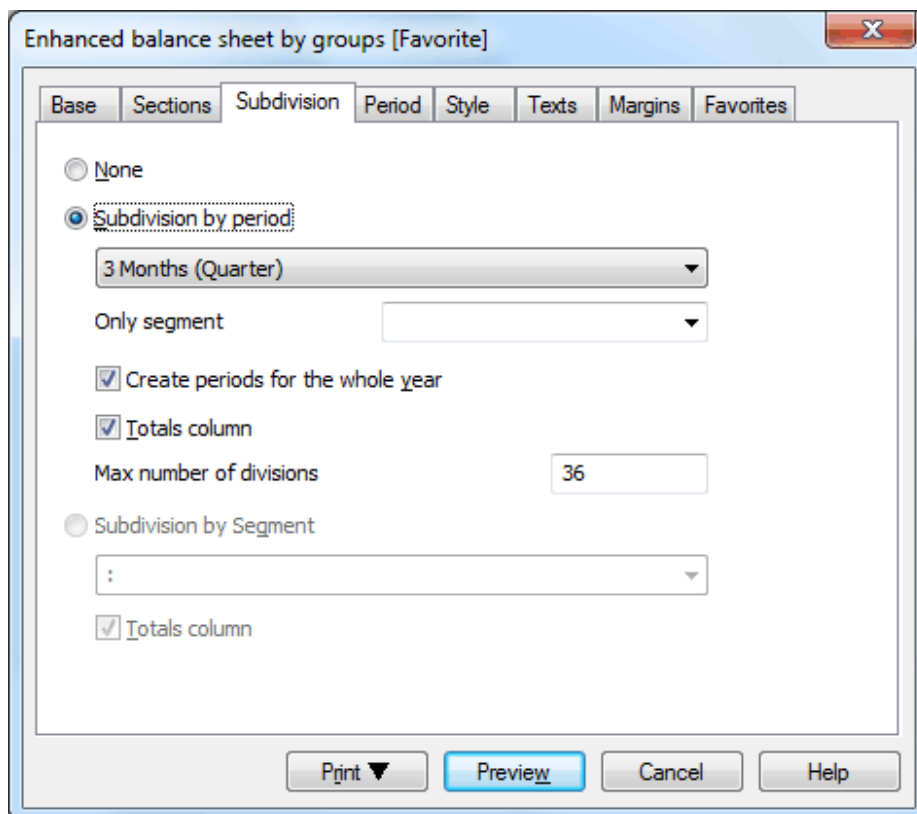 Enhanced balance sheet by groups [Favorite]
Base Sections Subdivision Period Style Texts Margins Favorites
None
Subdivision by period
3 Months (Quarter)
Only segment
Create periods for the whole year
Totals column
Max number of divisions 36
Subdivision by Segment
:
Totals column
Print Preview Cancel Help